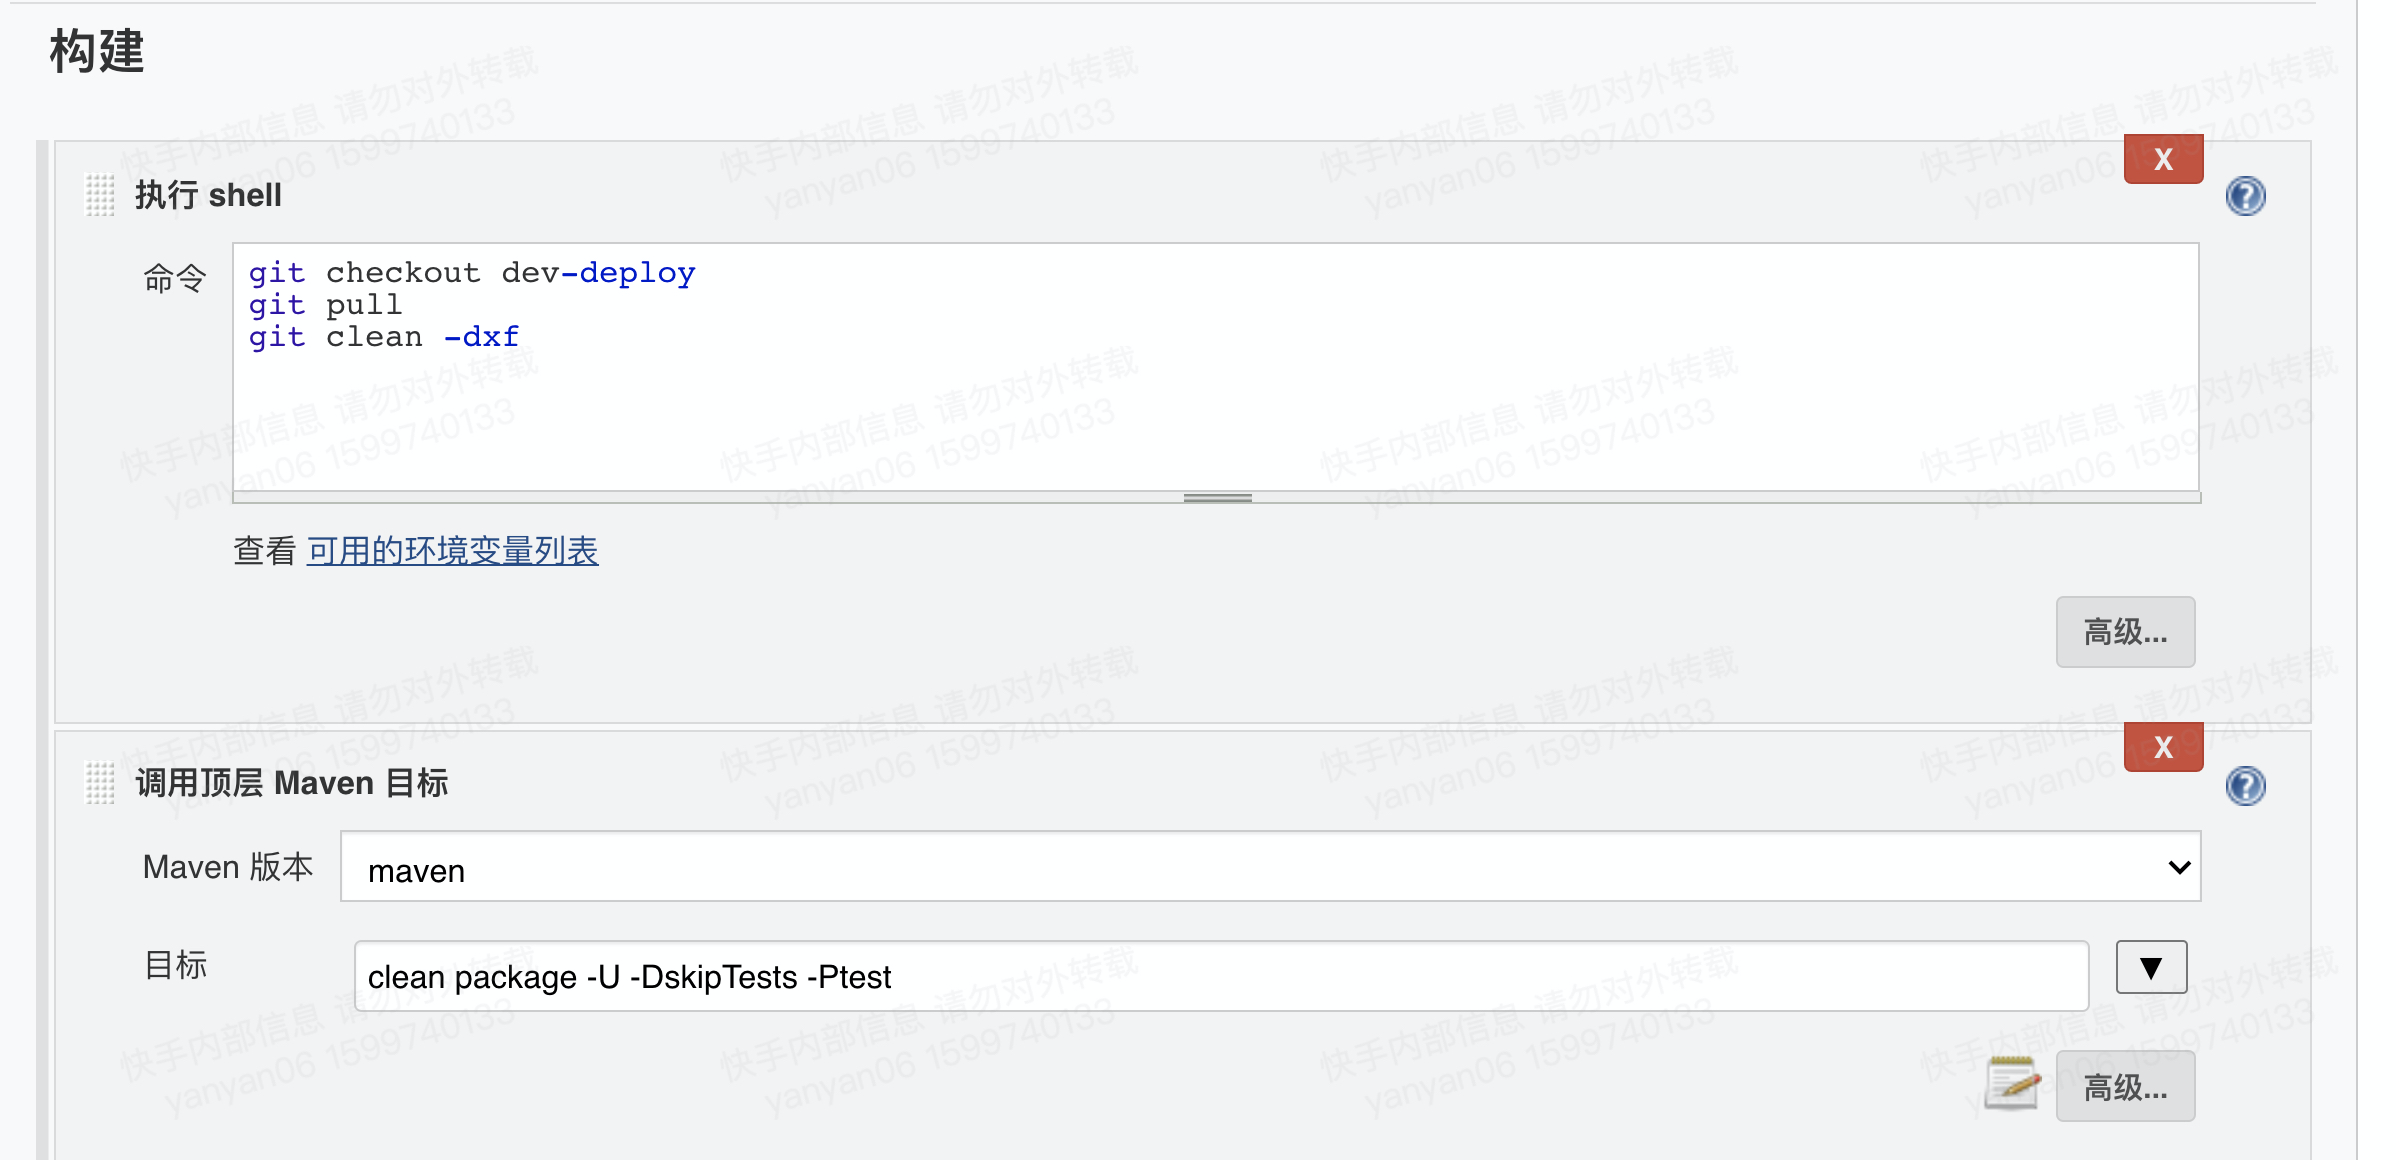 构建
执行 shell
X
命令
git checkout dev-deploy
git pull
git clean -dxf
查看 可用的环境变量列表
高级...
调用顶层 Maven 目标
X
Maven 版本
maven
目标
clean package -U -DskipTests -Ptest
高级...
快手内部信息 请勿对外转载
yanyan06 1599740133